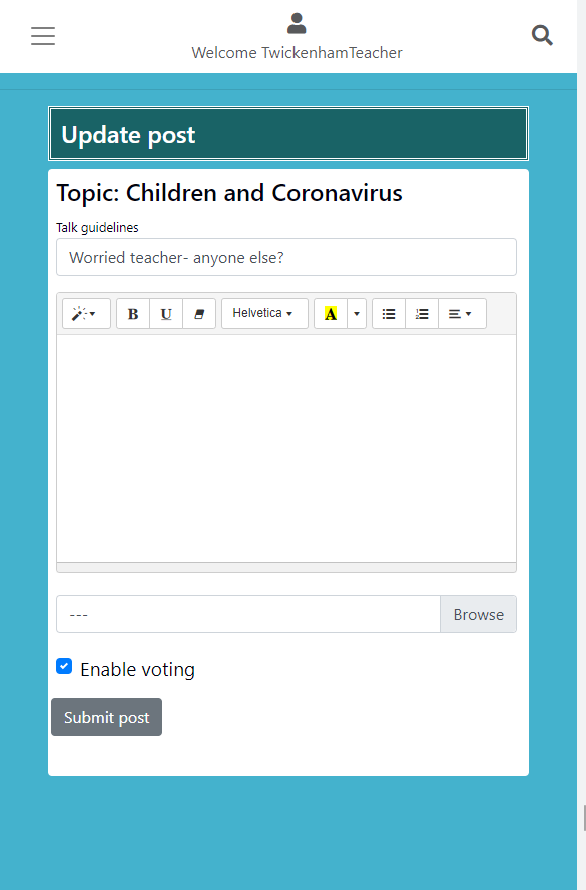 Welcome TwickenhamTeacher
Update post
Topic: Children and Coronavirus
Talk guidelines
Worried teacher- anyone else?
B U Helvetica A
---
Browse
Enable voting
Submit post